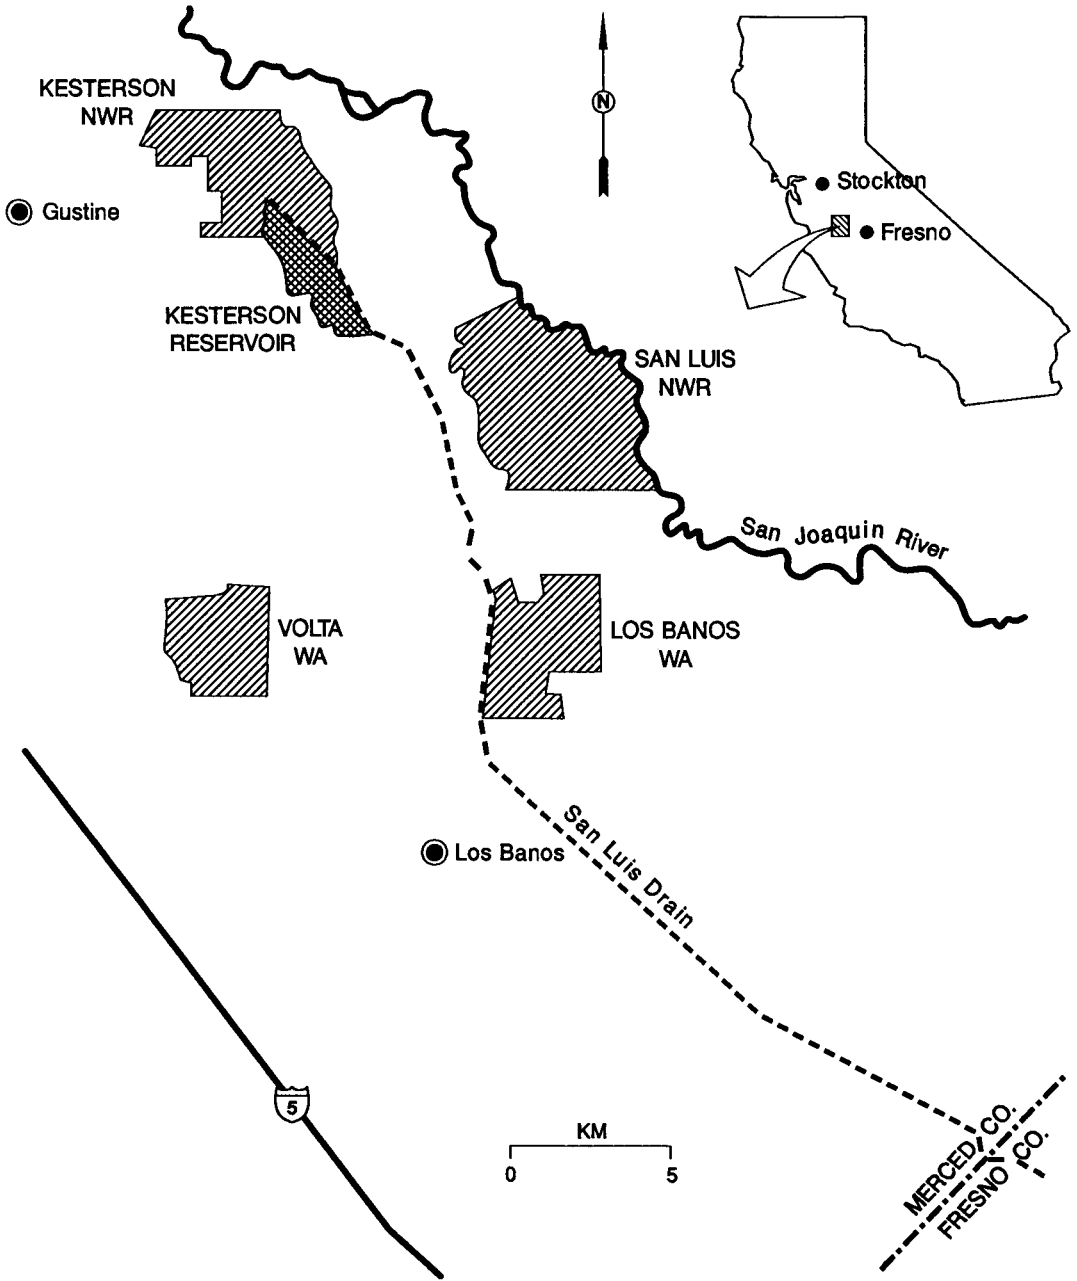 KESTERSON
NWR
N
Stockton
Fresno
Gustine
KESTERSON
RESERVOIR
SAN LUIS
NWR
San Joaquin River
VOLTA
WA
LOS BANOS
WA
San Luis Drain
Los Banos
5
KM
0 5
MERCED CO.
FRESNO CO.